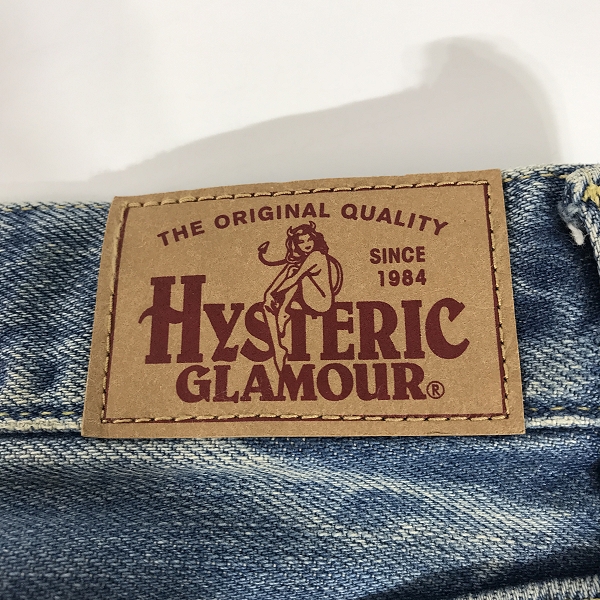 THE ORIGINAL QUALITY
SINCE
1984
HYSTERIC
GLAMOUR®